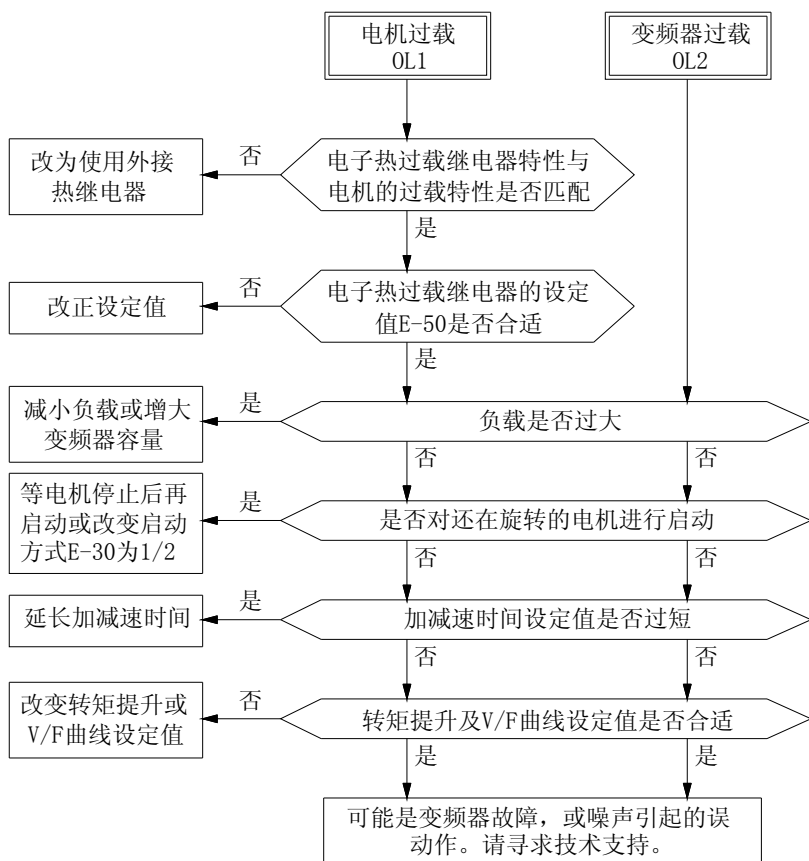 电机过载
OL1
变频器过载
OL2
改为使用外接
热继电器
否
电子热过载继电器特性与
电机的过载特性是否匹配
是
改正设定值
否
电子热过载继电器的设定
值E-50是否合适
是
减小负载或增大
变频器容量
是
负载是否过大
否
否
等电机停止后再
启动或改变启动
方式E-30为1/2
是
是否对还在旋转的电机进行启动
否
否
延长加减速时间
是
加减速时间设定值是否过短
否
否
改变转矩提升或
V/F曲线设定值
否
转矩提升及V/F曲线设定值是否合适
是
是
可能是变频器故障，或噪声引起的误
动作。请寻求技术支持。